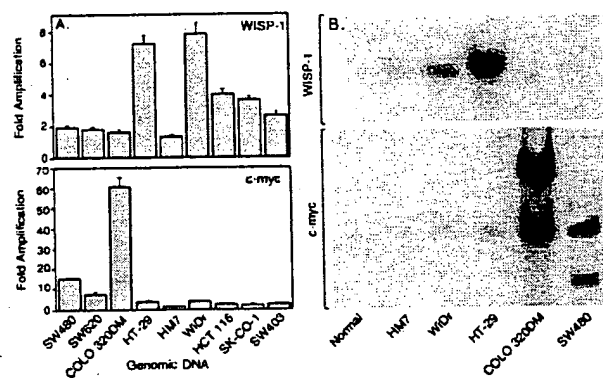 A.
WISP-1
Fold Amplification
8
6
4
2
0
c-myc
Fold Amplification
70
60
50
40
30
20
10
0
SW480
SW620
COLO 320DM
HT-29
HM7
WiDr
HCT 116
SK-CO-1
SW403
Genomic DNA
B.
WISP-1
c-myc
Normal
HM7
WiDr
HT-29
COLO 320DM
SW480